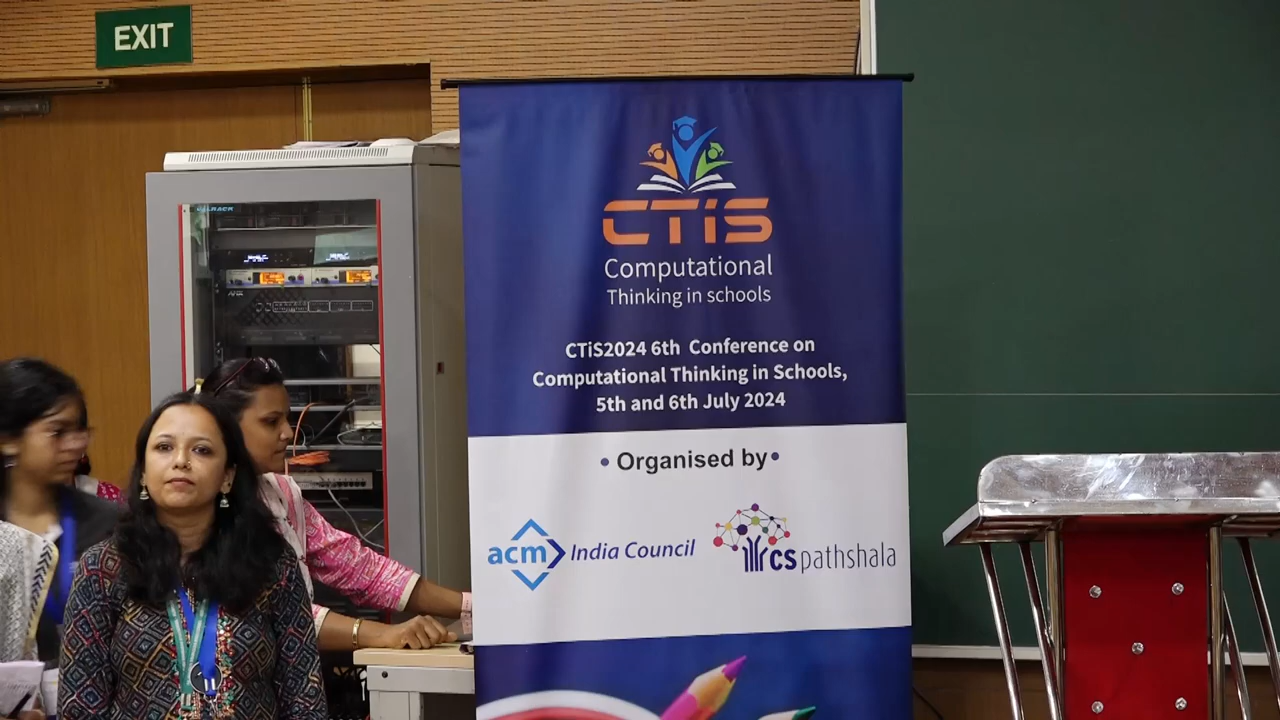 EXIT
CTiS
Computational
Thinking in schools
CTiS2024 6th Conference on
Computational Thinking in Schools,
5th and 6th July 2024
• Organised by •
acm India Council
CS pathshala